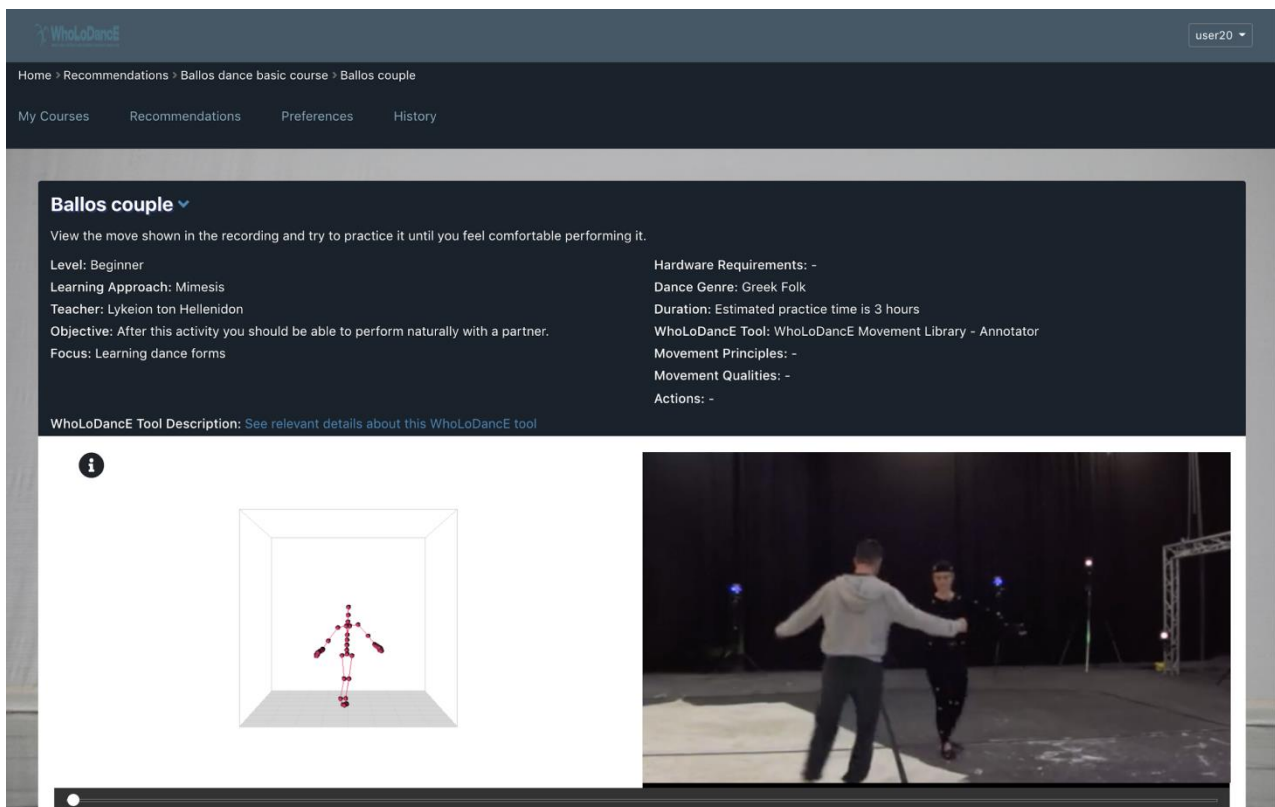 WhoLoDancE
user20
Home > Recommendations > Ballos dance basic course > Ballos couple
My Courses Recommendations Preferences History
Ballos couple
View the move shown in the recording and try to practice it until you feel comfortable performing it.
Level: Beginner
Learning Approach: Mimesis
Teacher: Lykeion ton Hellenidon
Objective: After this activity you should be able to perform naturally with a partner.
Focus: Learning dance forms
Hardware Requirements: -
Dance Genre: Greek Folk
Duration: Estimated practice time is 3 hours
WhoLoDancE Tool: WhoLoDancE Movement Library - Annotator
Movement Principles: -
Movement Qualities: -
Actions: -
WhoLoDancE Tool Description: See relevant details about this WhoLoDancE tool